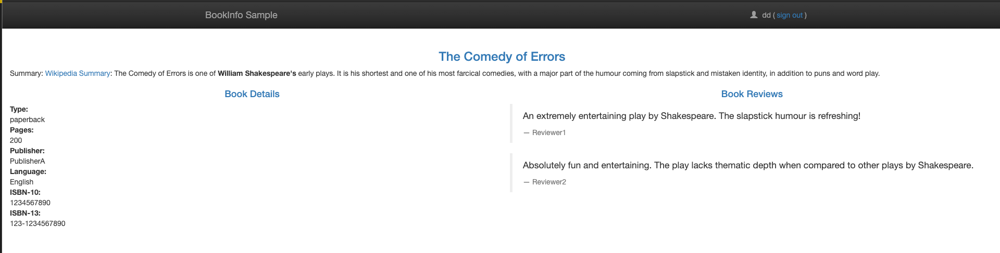 BookInfo Sample
dd ( sign out )
The Comedy of Errors
Summary: Wikipedia Summary: The Comedy of Errors is one of William Shakespeare's early plays. It is his shortest and one of his most farcical comedies, with a major part of the humour coming from slapstick and mistaken identity, in addition to puns and word play.
Book Details
Type:
paperback
Pages:
200
Publisher:
PublisherA
Language:
English
ISBN-10:
1234567890
ISBN-13:
123-1234567890
Book Reviews
An extremely entertaining play by Shakespeare. The slapstick humour is refreshing!
— Reviewer1
Absolutely fun and entertaining. The play lacks thematic depth when compared to other plays by Shakespeare.
— Reviewer2